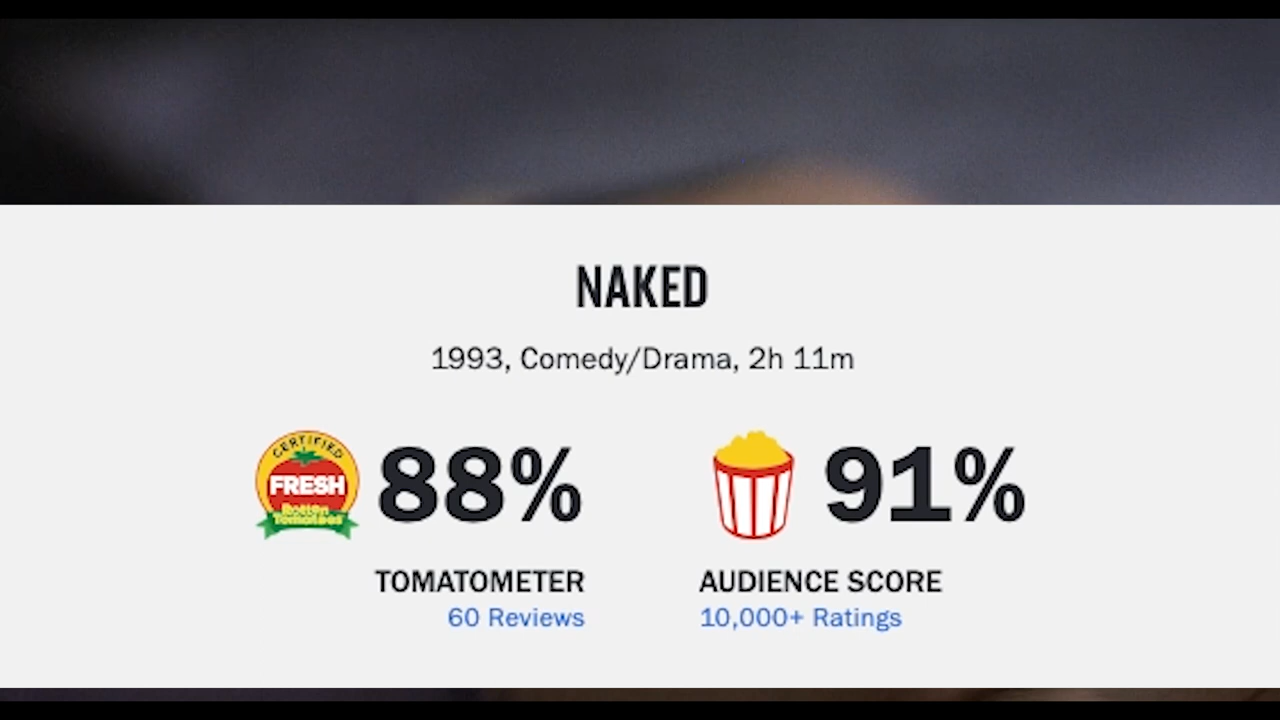 NAKED
1993, Comedy/Drama, 2h 11m
CERTIFIED
FRESH
Rotten
Tomatoes
88%
91%
TOMATOMETER
AUDIENCE SCORE
60 Reviews
10,000+ Ratings